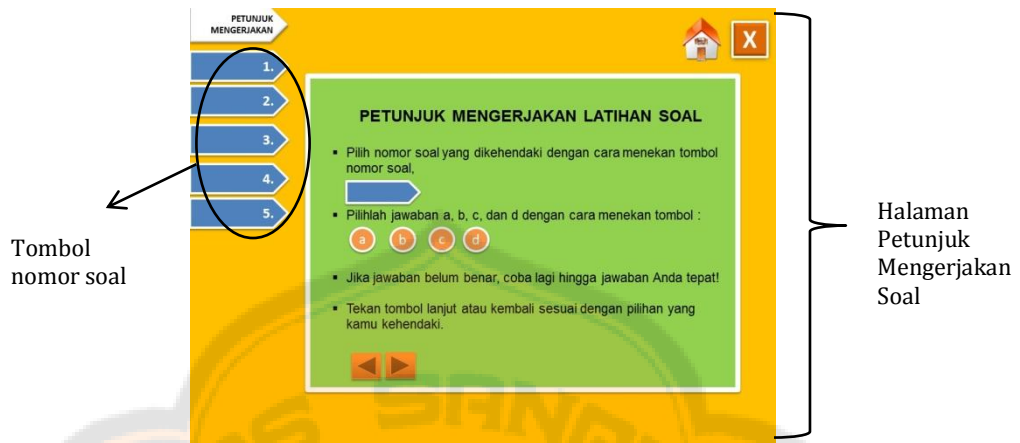 PETUNJUK
MENGERJAKAN
X
1.
2.
3.
4.
5.
PETUNJUK MENGERJAKAN LATIHAN SOAL
▪ Pilih nomor soal yang dikehendaki dengan cara menekan tombol
nomor soal,
▪ Pilihlah jawaban a, b, c, dan d dengan cara menekan tombol :
a b c d
▪ Jika jawaban belum benar, coba lagi hingga jawaban Anda tepat!
▪ Tekan tombol lanjut atau kembali sesuai dengan pilihan yang
kamu kehendaki.
Tombol
nomor soal
Halaman
Petunjuk
Mengerjakan
Soal